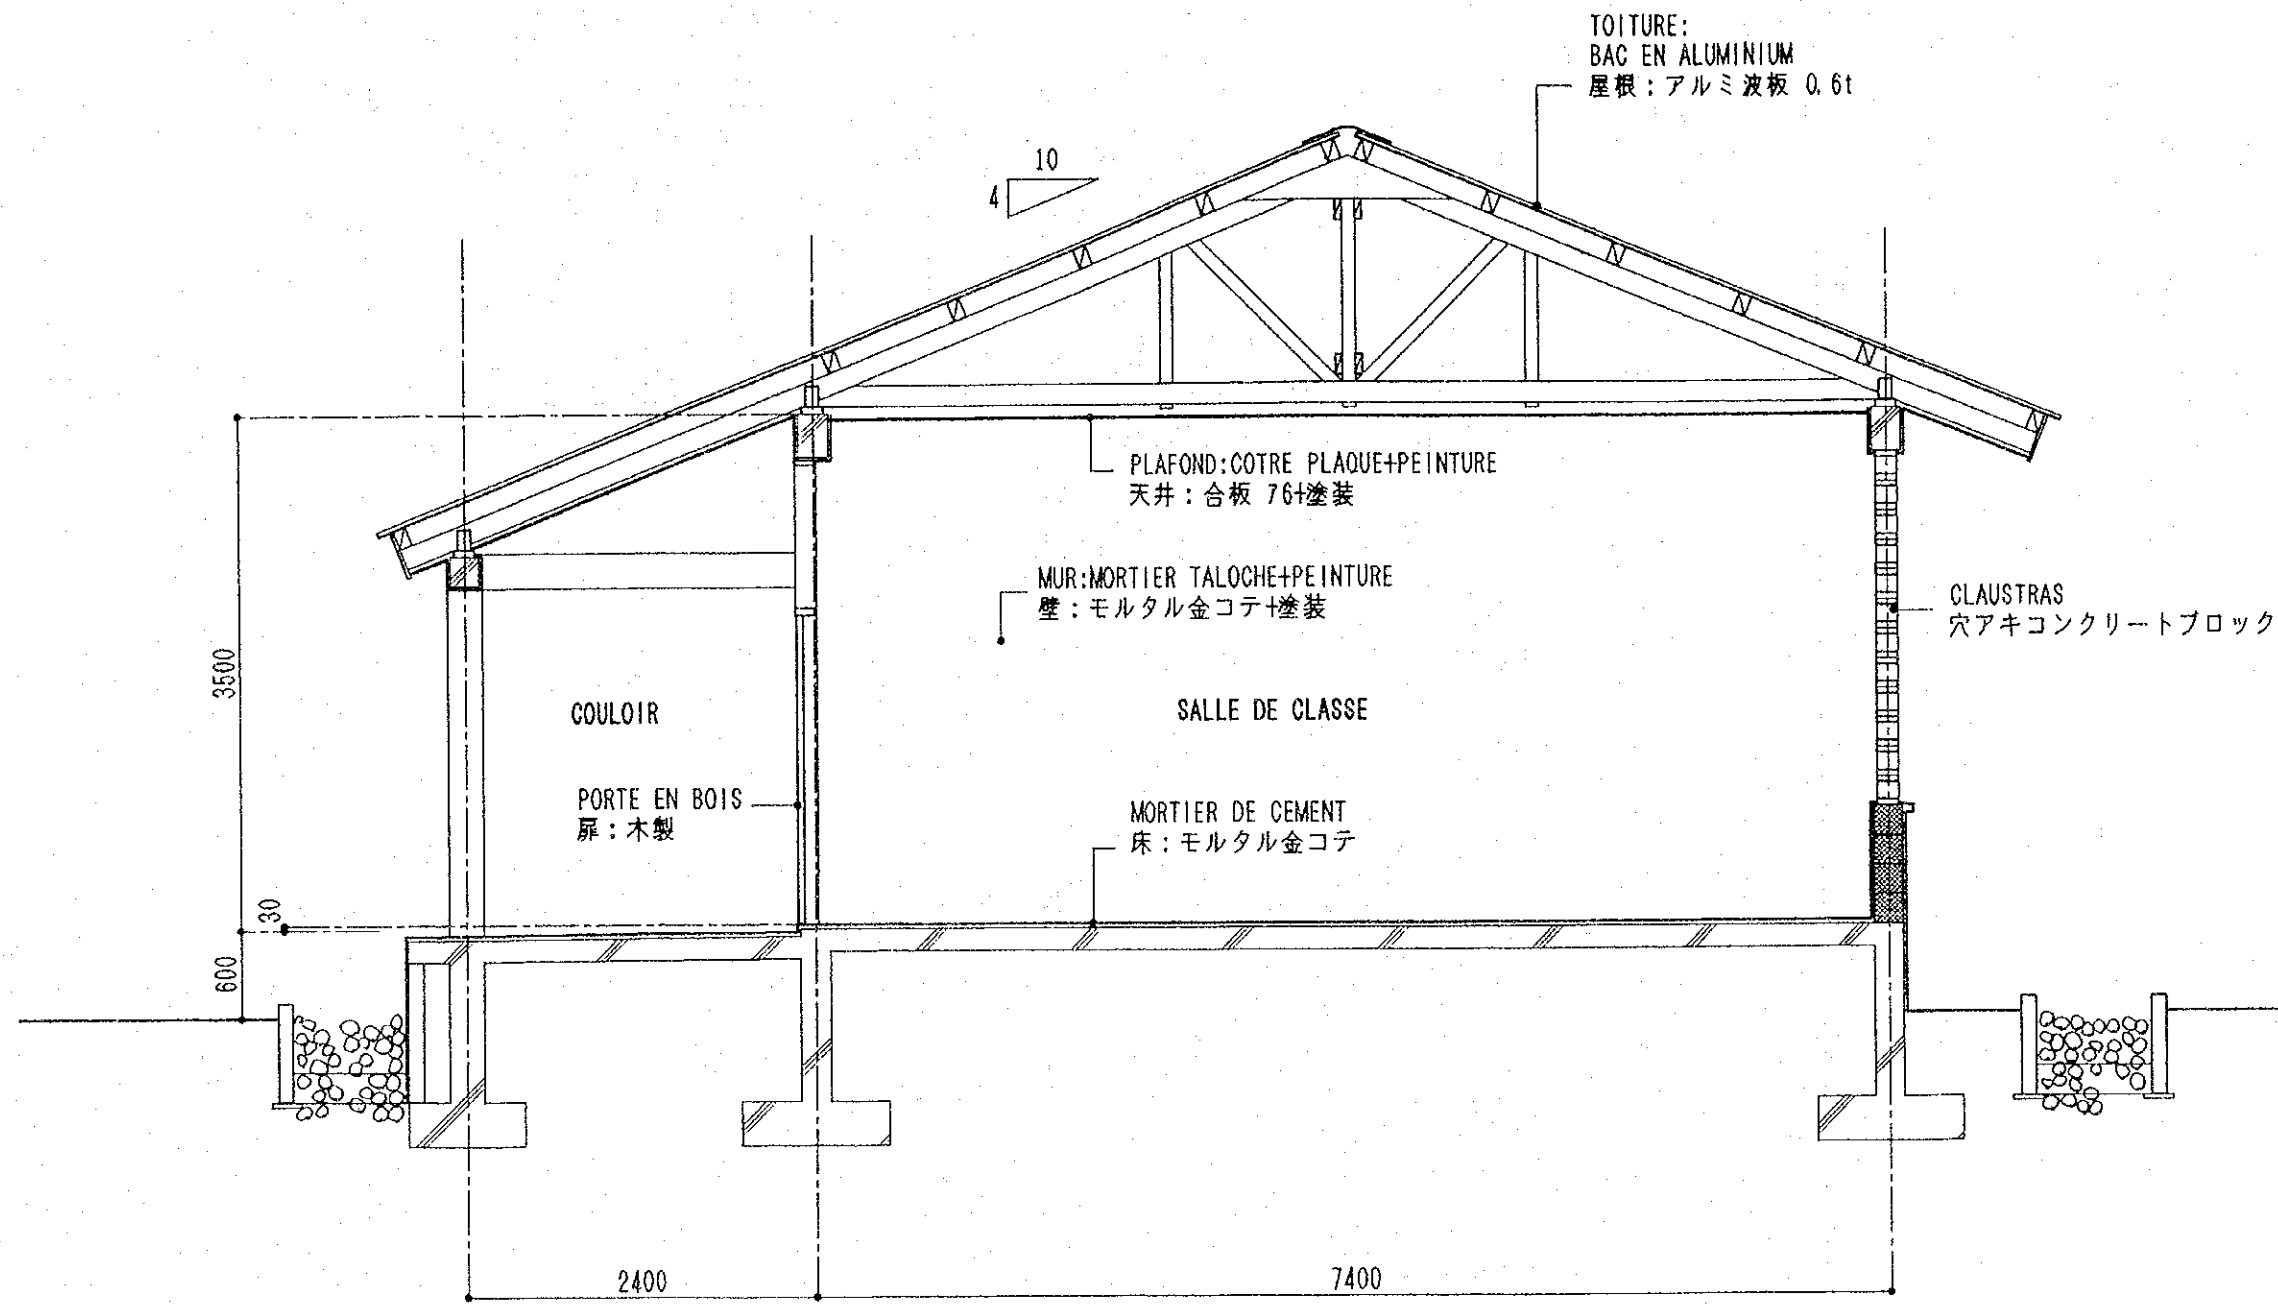 TOITURE:
BAC EN ALUMINIUM
屋根：アルミ波板 0.6t
10
4
PLAFOND:COTRE PLAQUE+PEINTURE
天井：合板 76+塗装
MUR:MORTIER TALOCHE+PEINTURE
壁：モルタル金コテ+塗装
CLAUSTRAS
穴アキコンクリートブロック
3500
COULOIR
SALLE DE CLASSE
PORTE EN BOIS
扉：木製
MORTIER DE CEMENT
床：モルタル金コテ
30
600
2400
7400